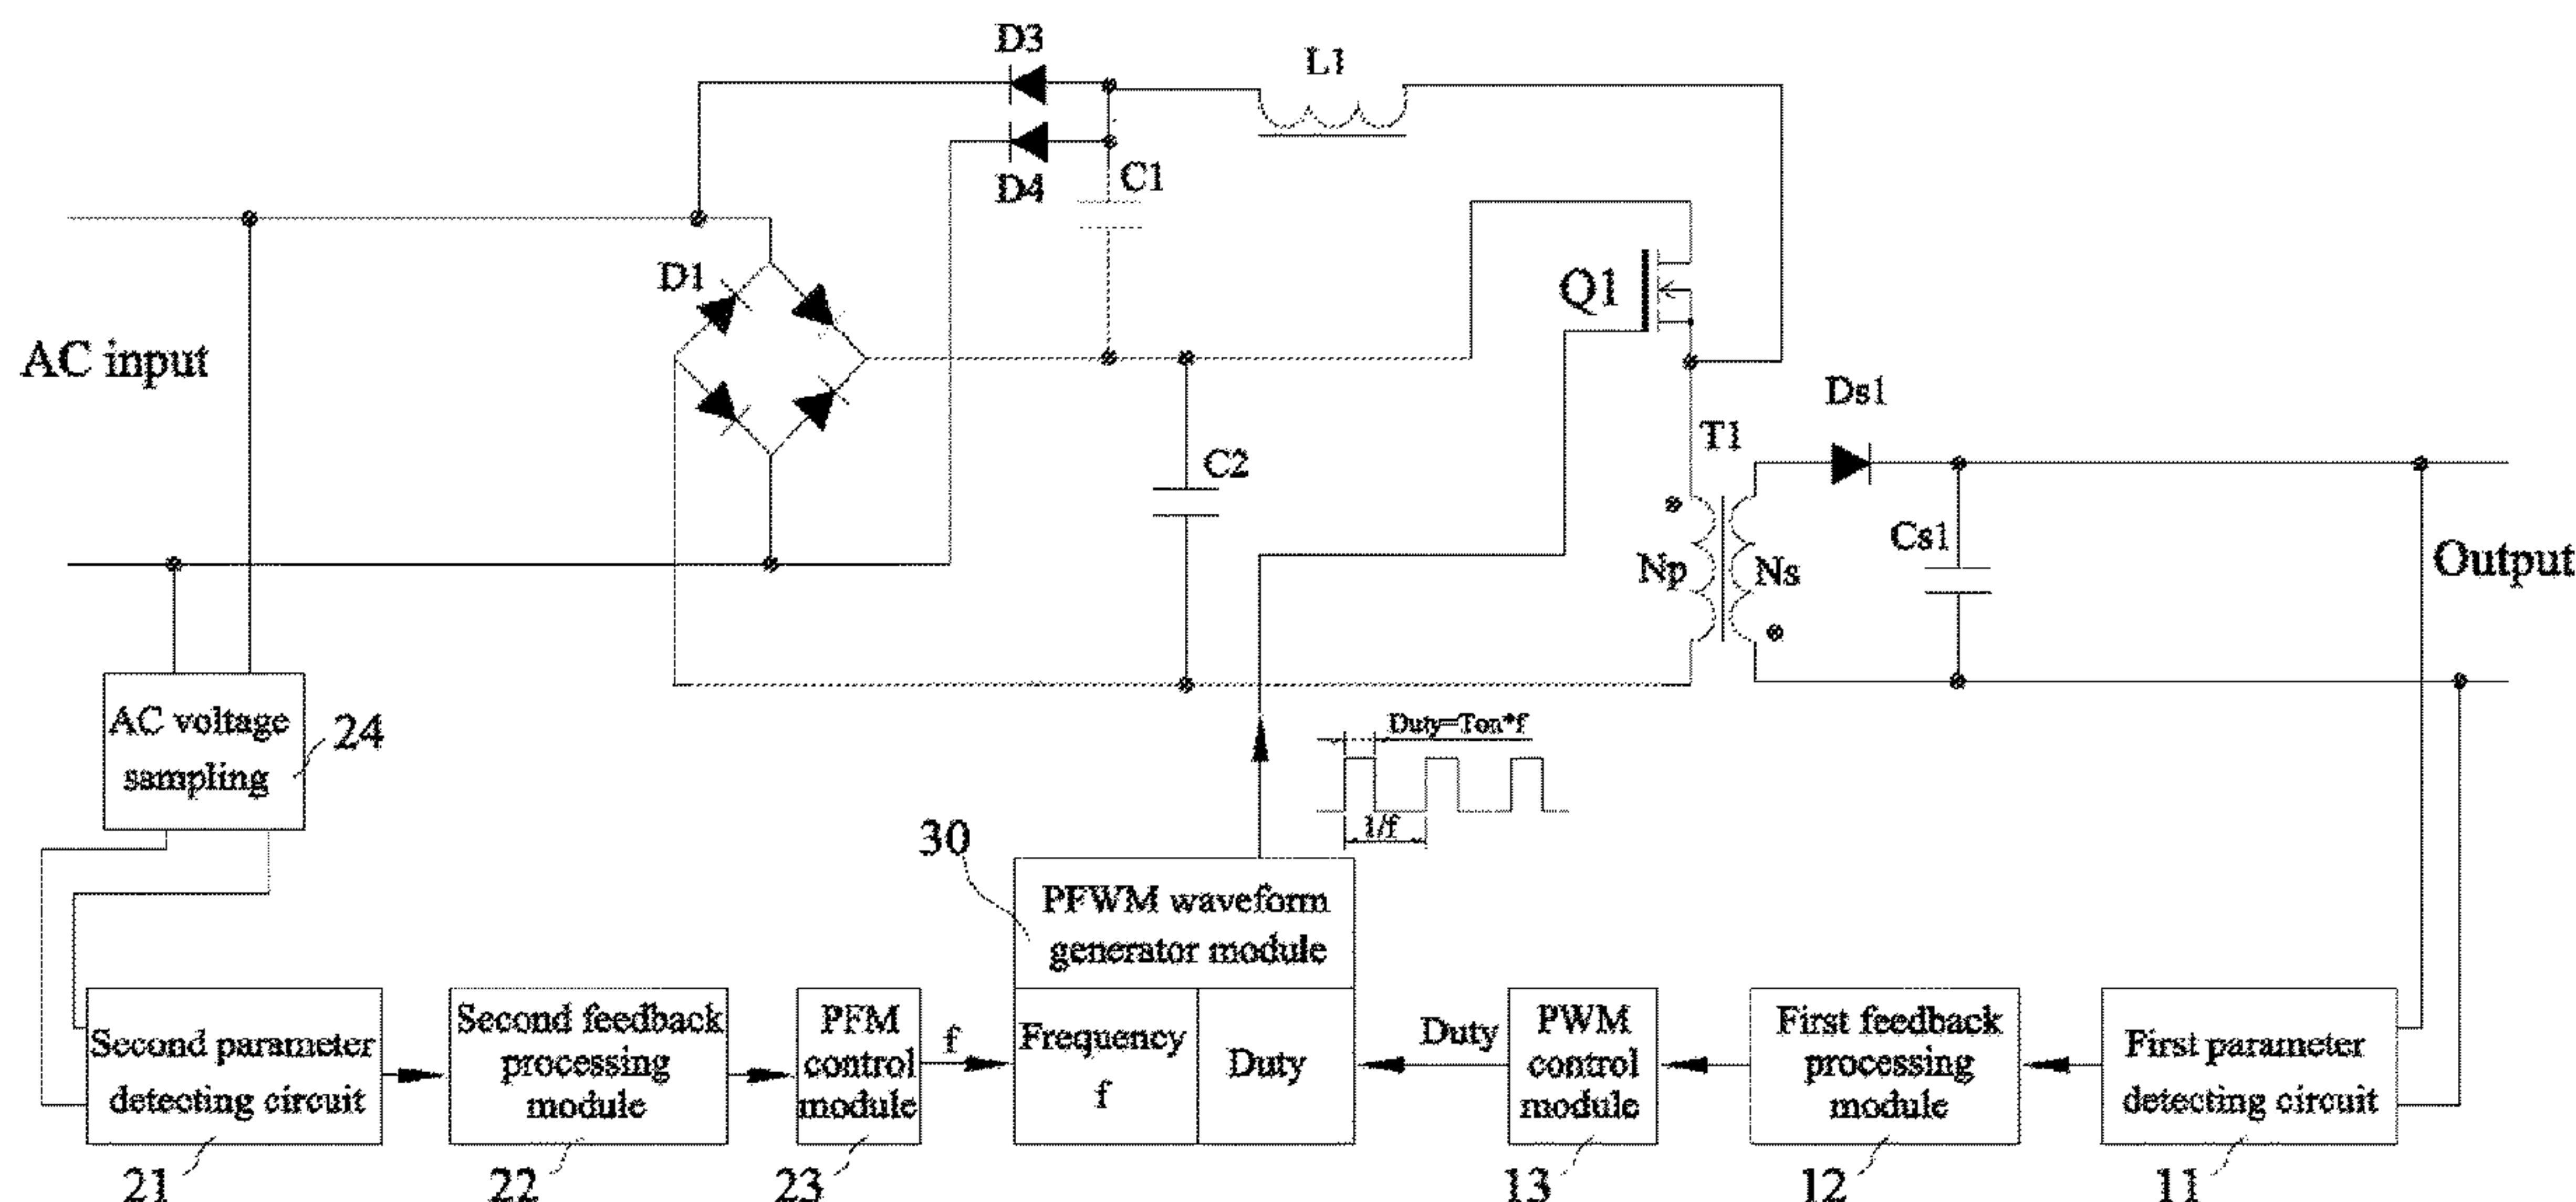 D3
L1
D4
C1
D1
Q1
AC input
Ds1
T1
C2
Cs1
Np
Ns
Output
AC voltage
sampling
24
Duty=Ton*f
1/f
30
PFWM waveform
generator module
Frequency
f
Duty
Second parameter
detecting circuit
21
Second feedback
processing
module
22
PFM
control
module
23
f
Duty
PWM
control
module
13
First feedback
processing
module
12
First parameter
detecting circuit
11